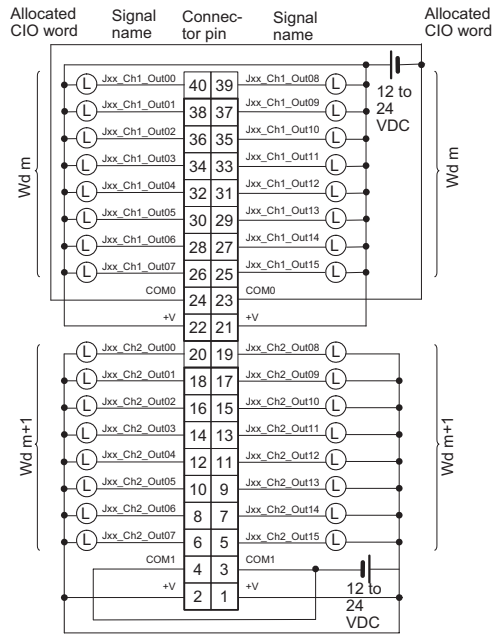 Allocated
CIO word
Signal
name
Connec-
tor pin
Signal
name
Allocated
CIO word
L Jxx_Ch1_Out00 40 39 Jxx_Ch1_Out08 L
12 to
24
VDC
L Jxx_Ch1_Out01 38 37 Jxx_Ch1_Out09 L
L Jxx_Ch1_Out02 36 35 Jxx_Ch1_Out10 L
L Jxx_Ch1_Out03 34 33 Jxx_Ch1_Out11 L
Wd m
Wd m
L Jxx_Ch1_Out04 32 31 Jxx_Ch1_Out12 L
L Jxx_Ch1_Out05 30 29 Jxx_Ch1_Out13 L
L Jxx_Ch1_Out06 28 27 Jxx_Ch1_Out14 L
L Jxx_Ch1_Out07 26 25 Jxx_Ch1_Out15 L
COM0 24 23 COM0
+V 22 21 +V
L Jxx_Ch2_Out00 20 19 Jxx_Ch2_Out08 L
L Jxx_Ch2_Out01 18 17 Jxx_Ch2_Out09 L
L Jxx_Ch2_Out02 16 15 Jxx_Ch2_Out10 L
L Jxx_Ch2_Out03 14 13 Jxx_Ch2_Out11 L
Wd m+1
Wd m+1
L Jxx_Ch2_Out04 12 11 Jxx_Ch2_Out12 L
L Jxx_Ch2_Out05 10 9 Jxx_Ch2_Out13 L
L Jxx_Ch2_Out06 8 7 Jxx_Ch2_Out14 L
L Jxx_Ch2_Out07 6 5 Jxx_Ch2_Out15 L
COM1 4 3 COM1
+V 2 1 +V
12 to
24
VDC